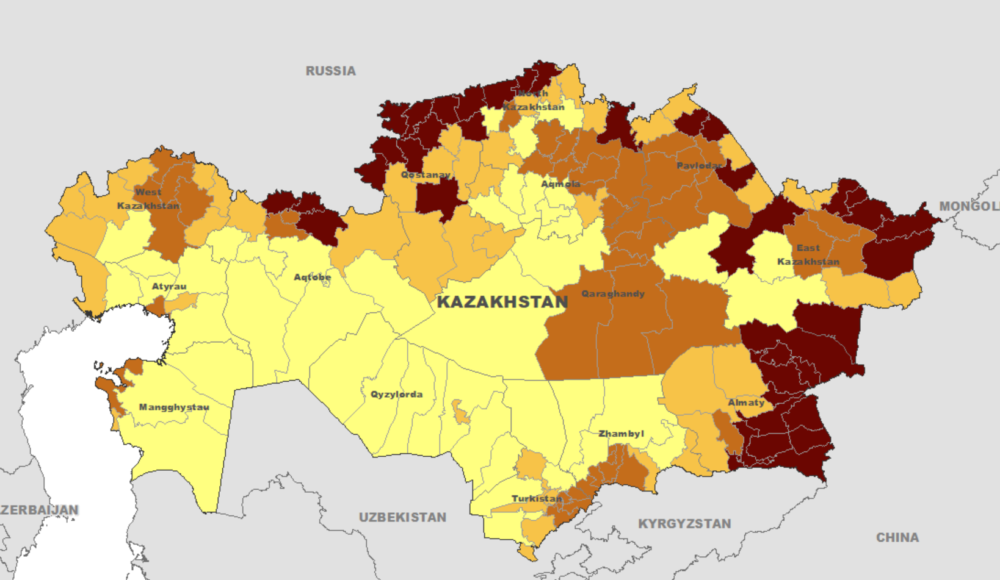 RUSSIA
North
Kazakhstan
Pavlodar
Qostanay
Aqmola
West
Kazakhstan
MONGOL
East
Kazakhstan
Aqtobe
Atyrau
Qaraghandy
KAZAKHSTAN
Qyzylorda
Mangghystau
Almaty
Zhambyl
Turkistan
ZERBAIJAN
UZBEKISTAN
KYRGYZSTAN
CHINA